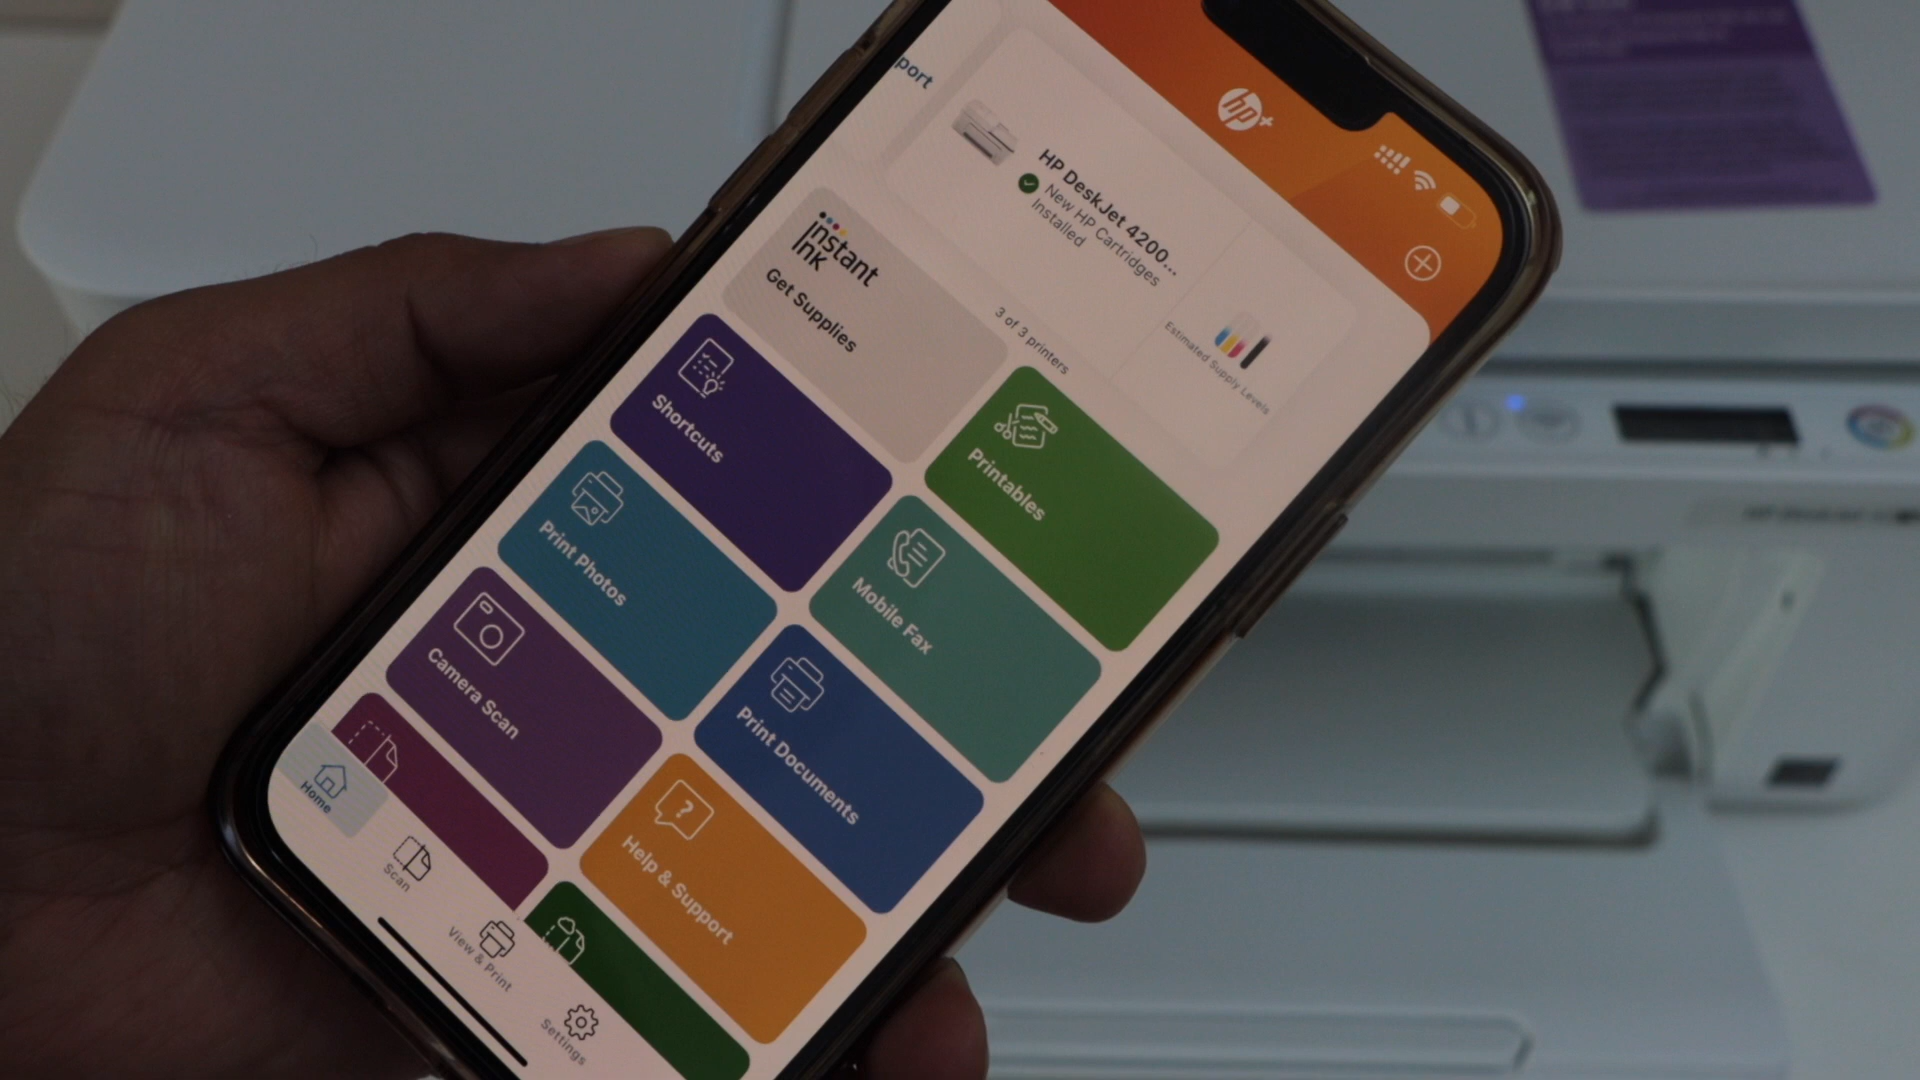 hp+
port
HP DeskJet 4200...
New HP Cartridges
Installed
Estimated Supply Levels
3 of 3 printers
instant
ink
Get Supplies
Printables
Shortcuts
Mobile Fax
Print Photos
Print Documents
Camera Scan
Help & Support
Home
Scan
View & Print
Settings